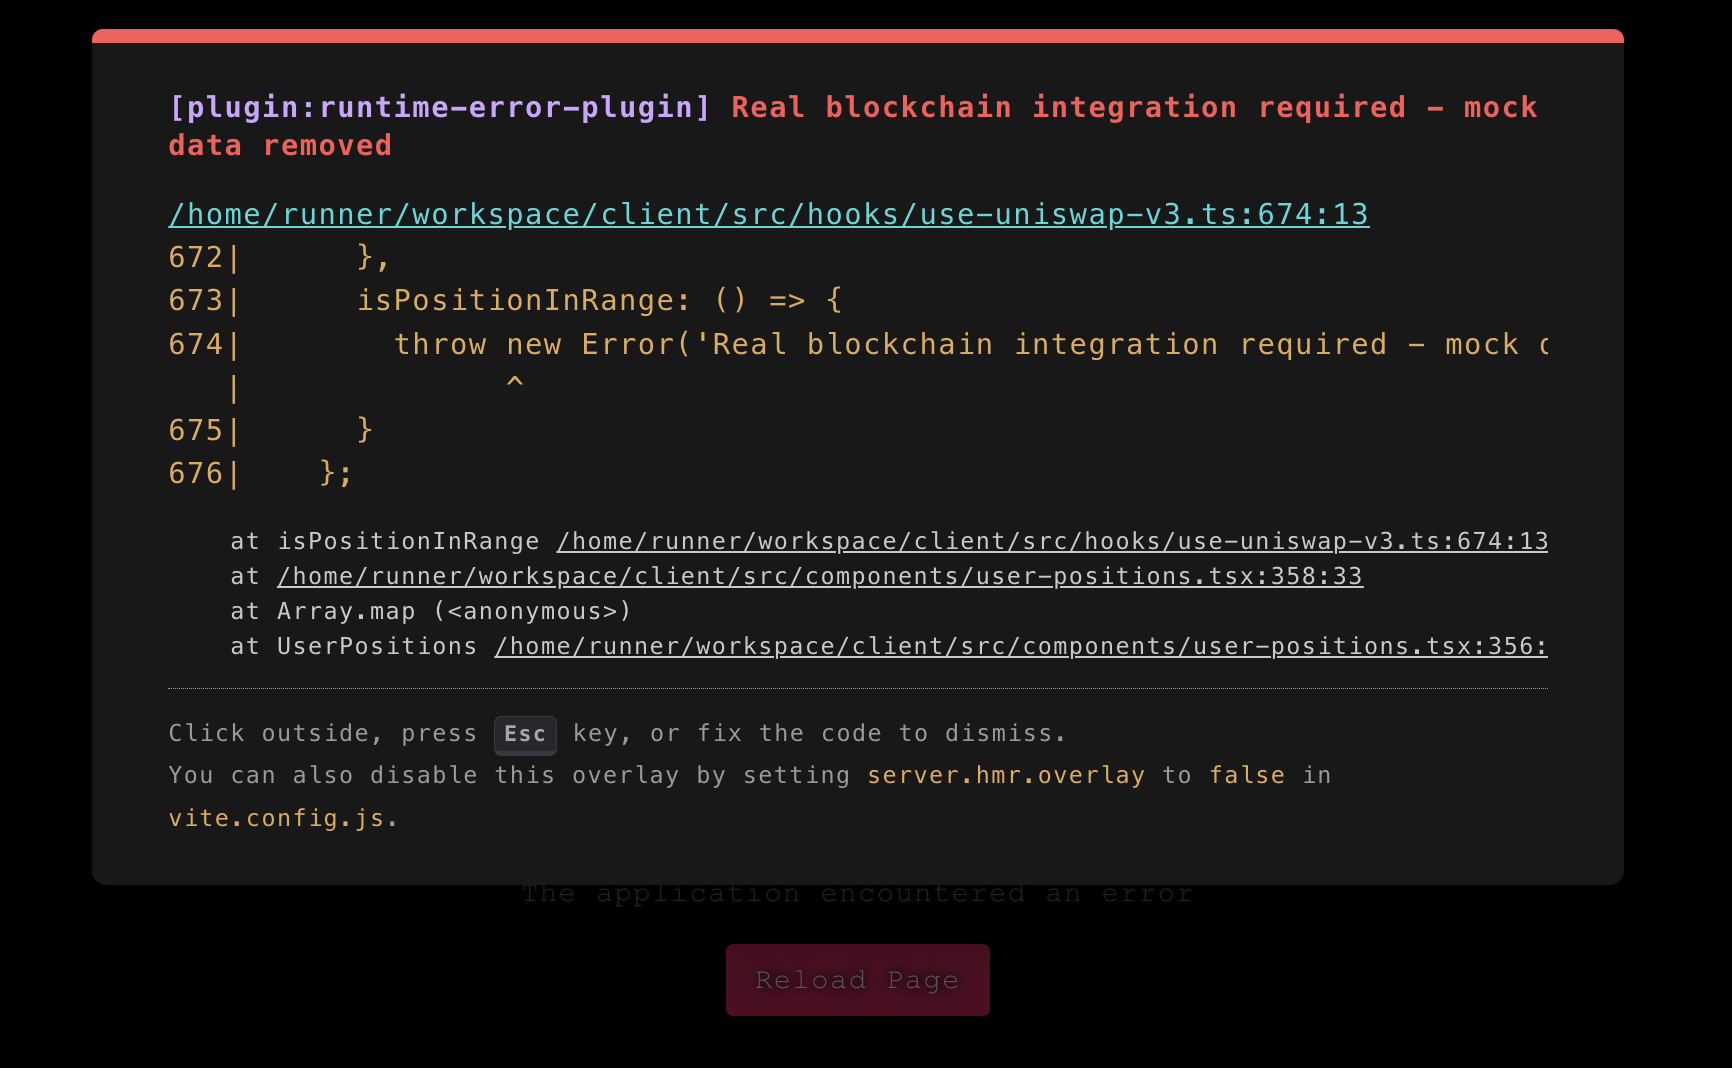 [plugin:runtime-error-plugin] Real blockchain integration required - mock
data removed
/home/runner/workspace/client/src/hooks/use-uniswap-v3.ts:674:13
672|      },
673|      isPositionInRange: () => {
674|        throw new Error('Real blockchain integration required - mock
   |              ^
675|      }
676|    };
at isPositionInRange /home/runner/workspace/client/src/hooks/use-uniswap-v3.ts:674:13
at /home/runner/workspace/client/src/components/user-positions.tsx:358:33
at Array.map (<anonymous>)
at UserPositions /home/runner/workspace/client/src/components/user-positions.tsx:356:
Click outside, press Esc key, or fix the code to dismiss.
You can also disable this overlay by setting server.hmr.overlay to false in
vite.config.js.
The application encountered an error
Reload Page